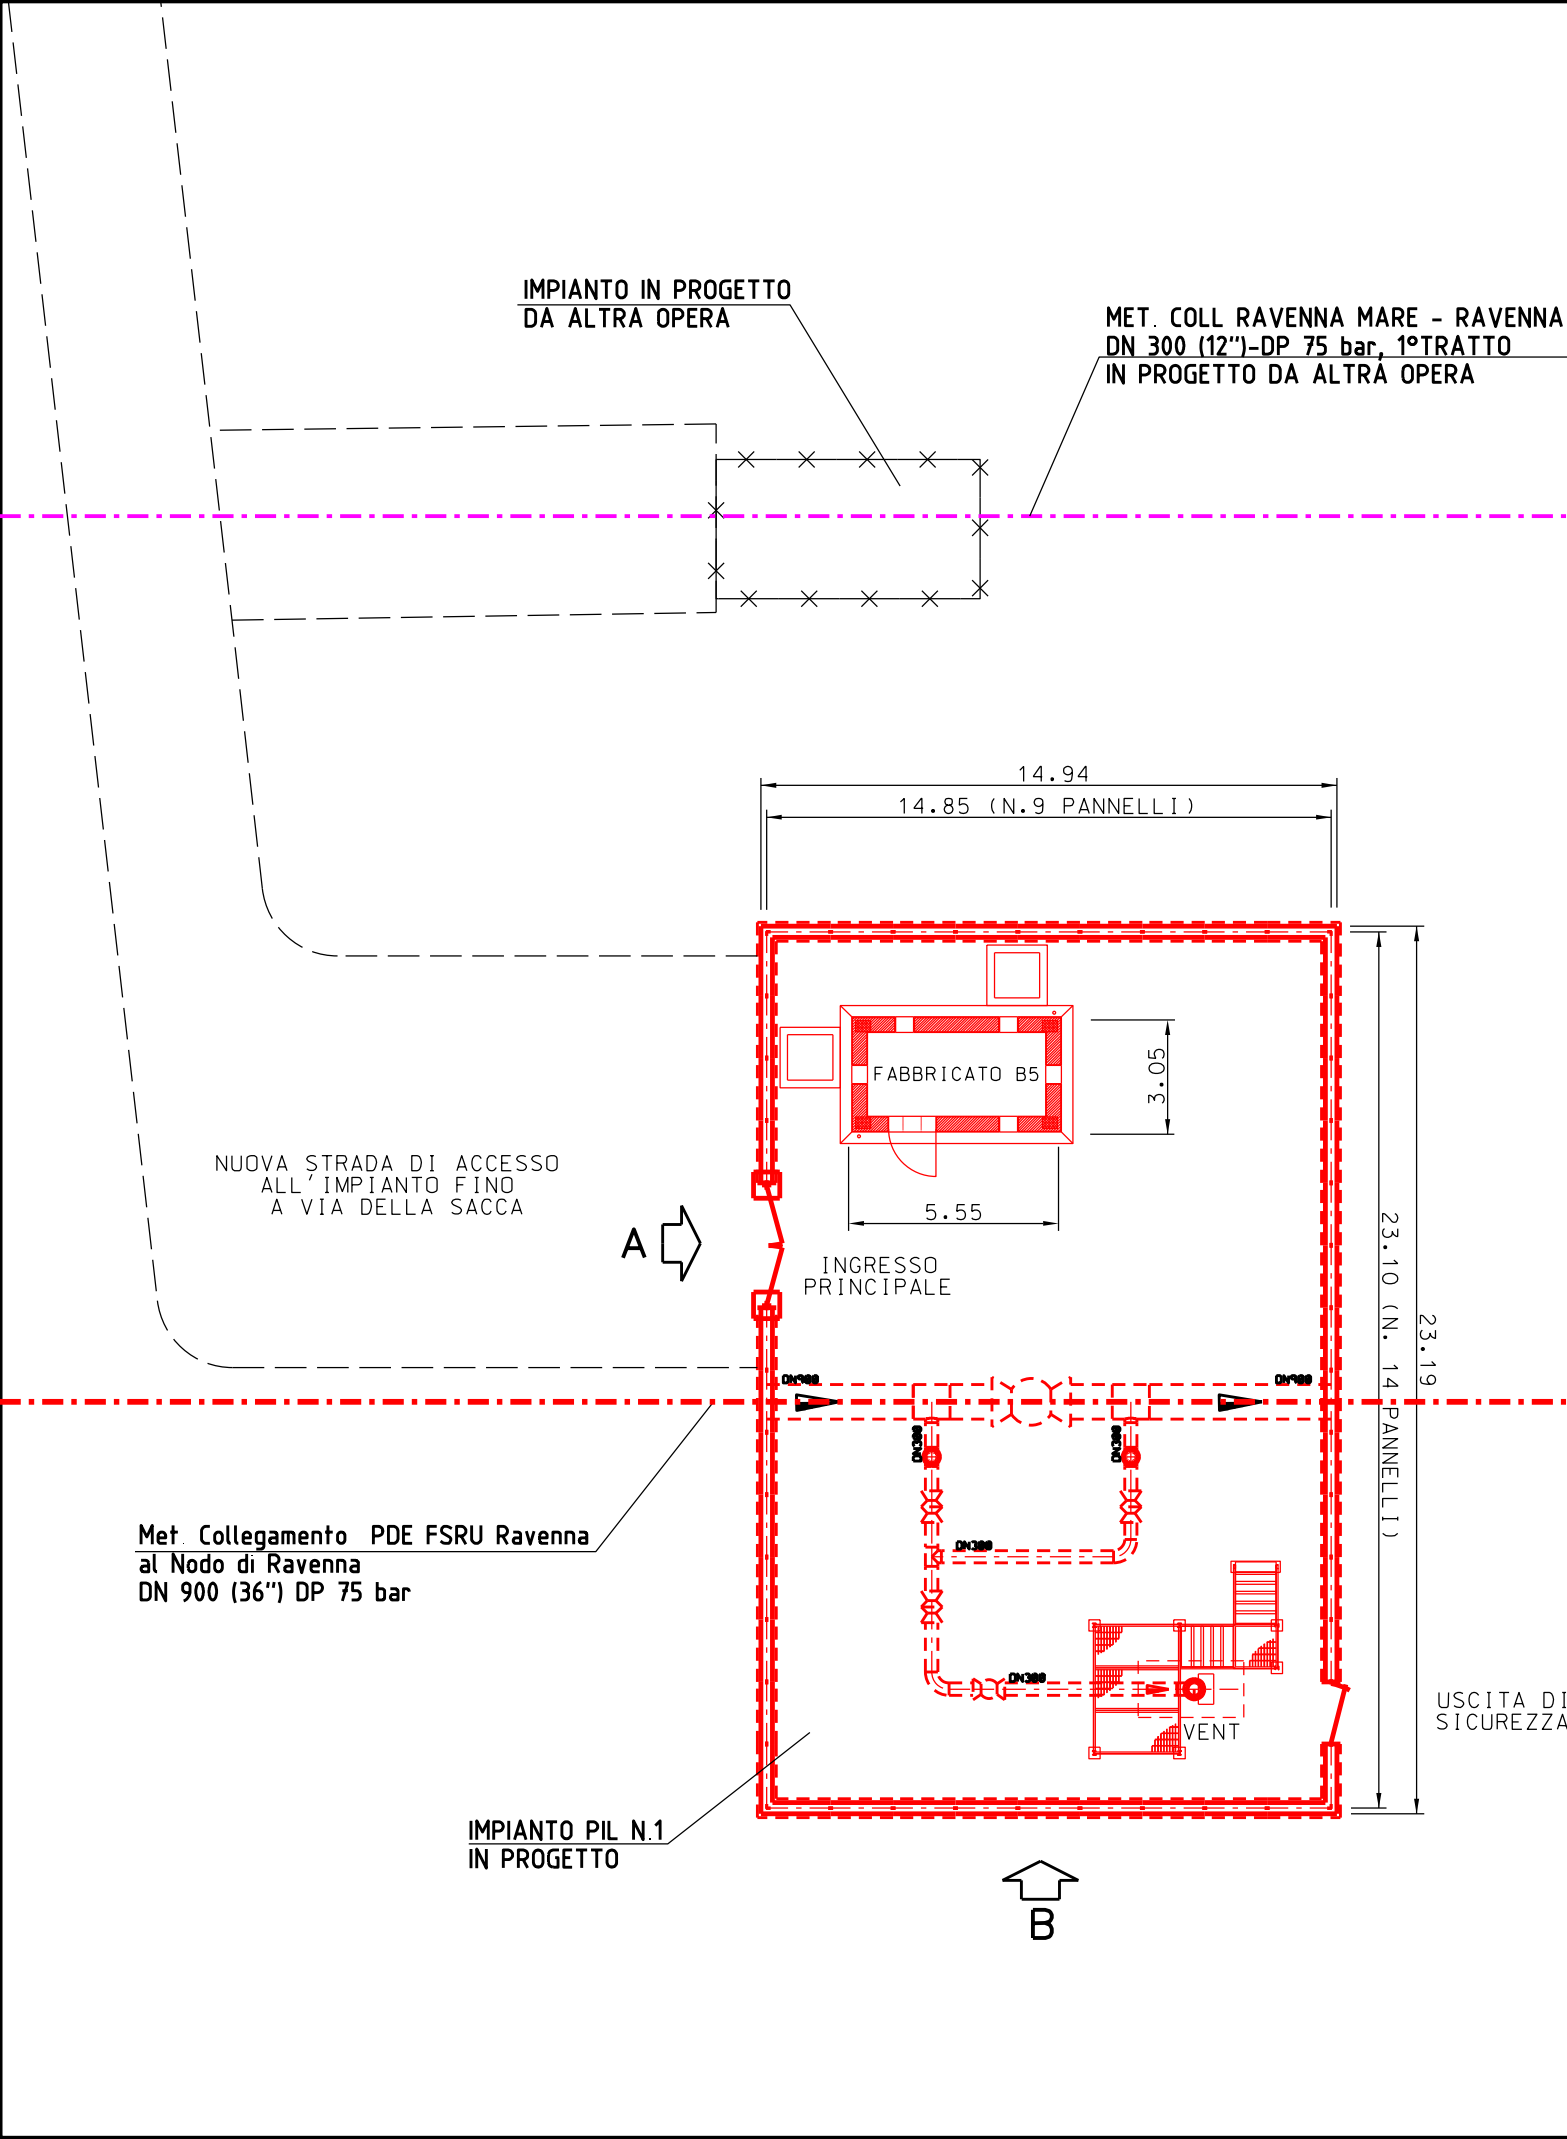 IMPIANTO IN PROGETTO
DA ALTRA OPERA
MET. COLL RAVENNA MARE - RAVENNA
DN 300 (12")-DP 75 bar, 1°TRATTO
IN PROGETTO DA ALTRA OPERA
14.94
14.85 (N.9 PANNELLI)
FABBRICATO B5
3.05
5.55
NUOVA STRADA DI ACCESSO
ALL'IMPIANTO FINO
A VIA DELLA SACCA
A
INGRESSO
PRINCIPALE
23.10 (N. 14 PANNELLI)
23.19
DN900
DN900
DN300
DN300
DN300
DN300
Met. Collegamento PDE FSRU Ravenna
al Nodo di Ravenna
DN 900 (36") DP 75 bar
VENT
USCITA DI
SICUREZZA
IMPIANTO PIL N.1
IN PROGETTO
B